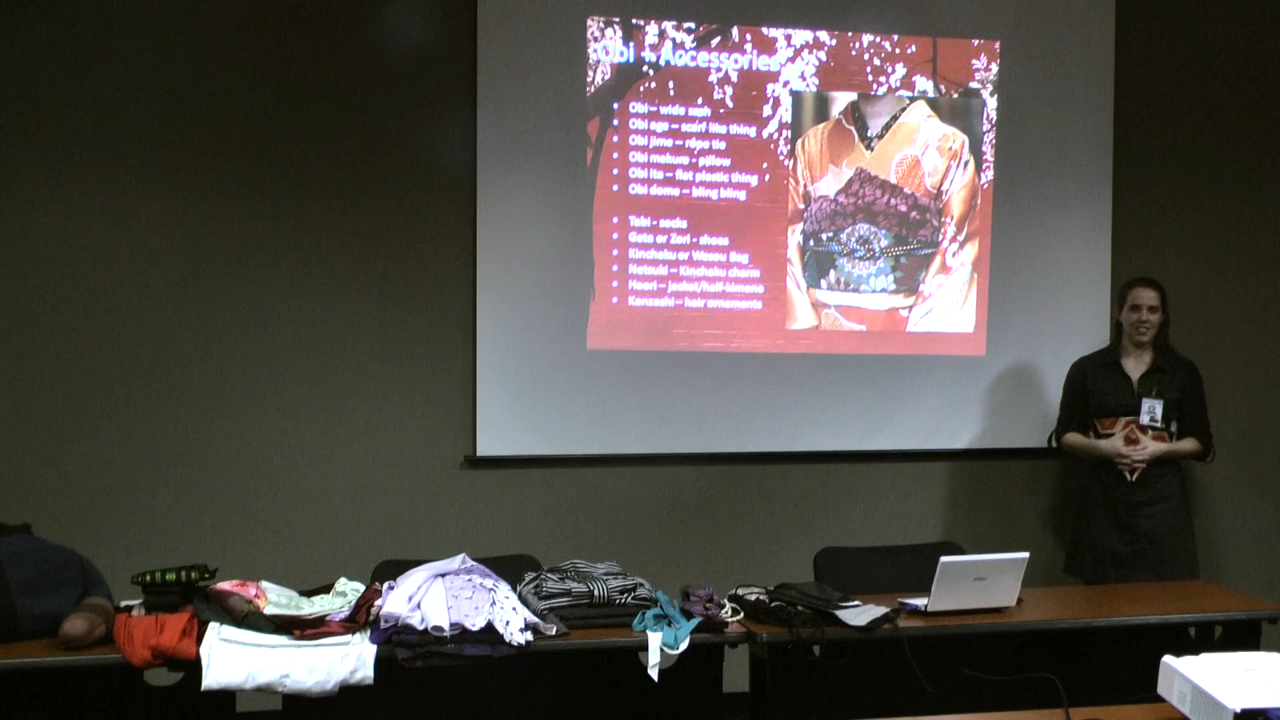 Obi + Accessories
• Obi – wide sash
• Obi age – scarf like thing
• Obi jime – rope tie
• Obi makura - pillow
• Obi ita – flat plastic thing
• Obi dome – bling bling
• Tabi - socks
• Geta or Zori - shoes
• Kinchaku or Wasou Bag
• Netsuki – Kinchaku charm
• Haori – jacket/half-kimono
• Kanzashi – hair ornaments